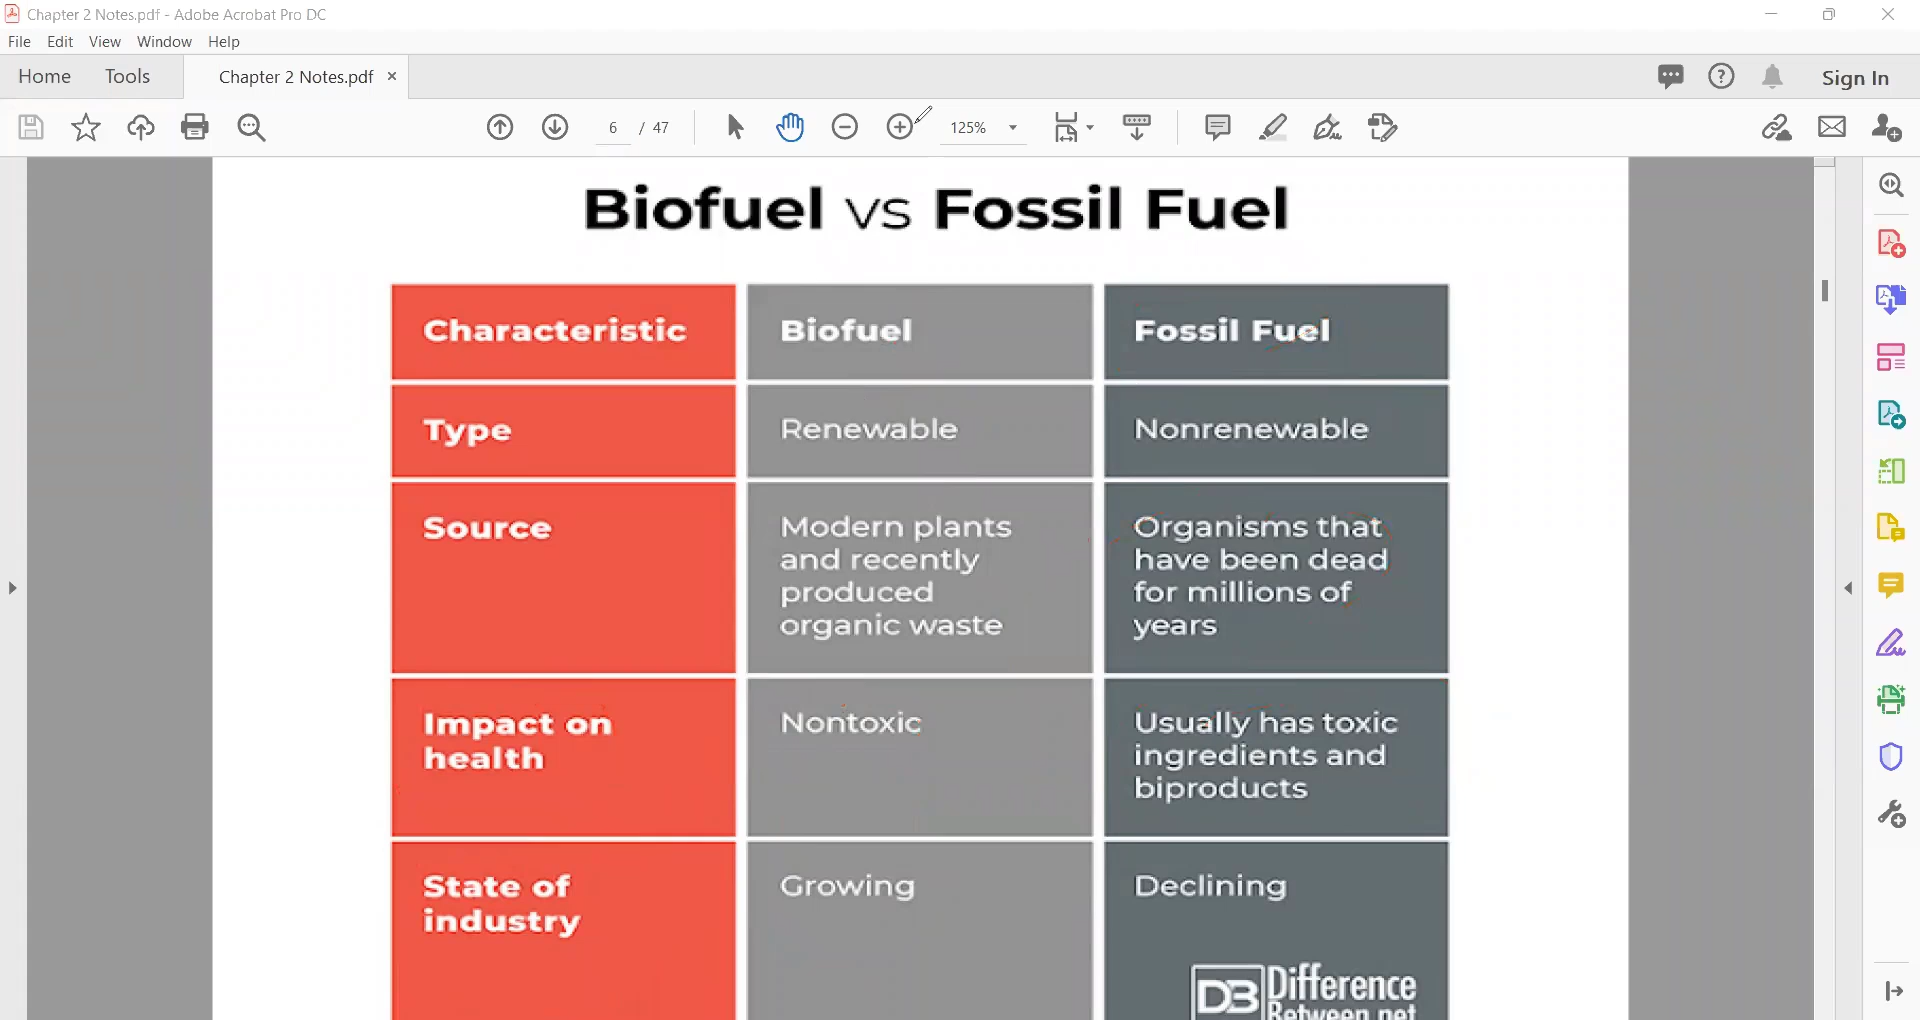 Chapter 2 Notes.pdf - Adobe Acrobat Pro DC
File Edit View Window Help
Home Tools Chapter 2 Notes.pdf × Sign In
6 / 47 125%
Biofuel vs Fossil Fuel
Characteristic Biofuel Fossil Fuel
Type Renewable Nonrenewable
Source Modern plants Organisms that
and recently have been dead
produced for millions of
organic waste years
Impact on Nontoxic Usually has toxic
health ingredients and
biproducts
State of Growing Declining
industry
DB Difference
Between.net